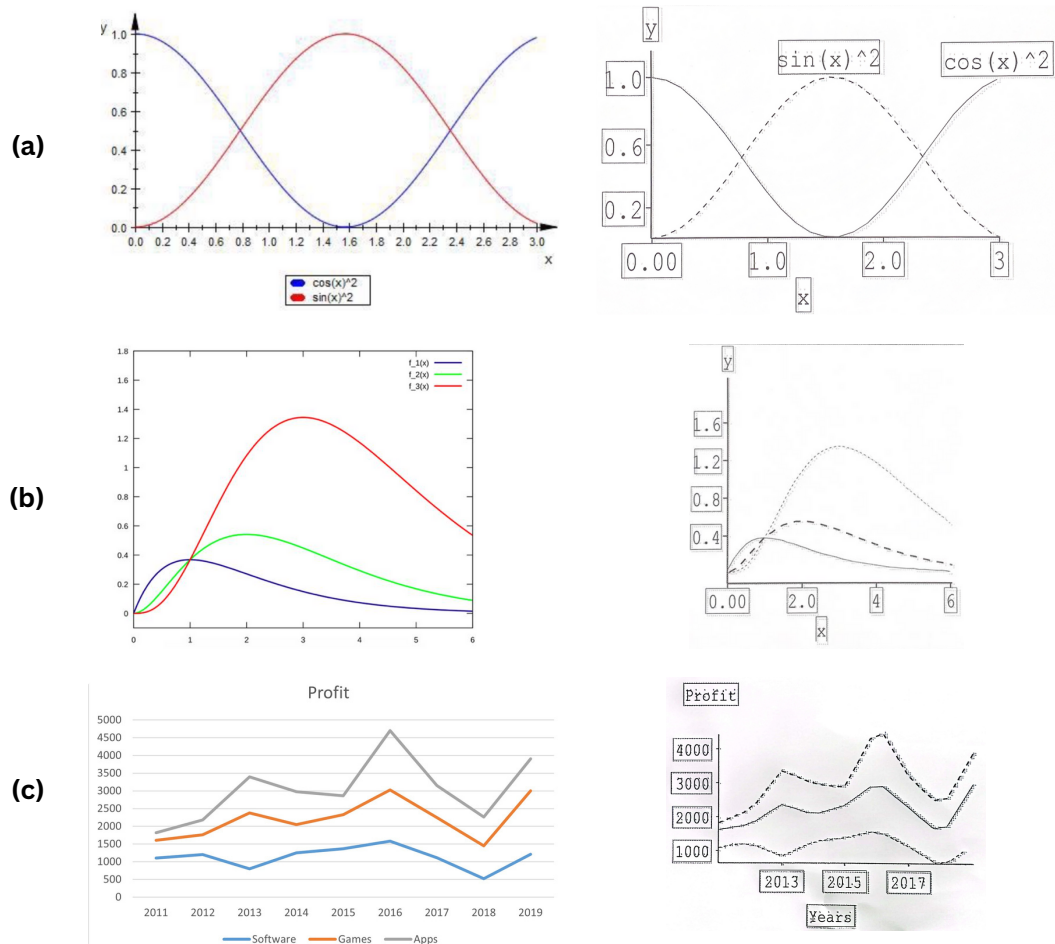 (a)
y
1.0
0.8
0.6
0.4
0.2
0.0
0.0 0.2 0.4 0.6 0.8 1.0 1.2 1.4 1.6 1.8 2.0 2.2 2.4 2.6 2.8 3.0
x
cos(x)^2
sin(x)^2
y
sin(x)^2
cos(x)^2
1.0
0.6
0.2
0.00 1.0 2.0 3
x
(b)
1.8
1.6
1.4
1.2
1
0.8
0.6
0.4
0.2
0
0 1 2 3 4 5 6
f_1(x)
f_2(x)
f_3(x)
y
1.6
1.2
0.8
0.4
0.00 2.0 4 6
x
(c)
Profit
5000
4500
4000
3500
3000
2500
2000
1500
1000
500
0
2011 2012 2013 2014 2015 2016 2017 2018 2019
Software Games Apps
Profit
4000
3000
2000
1000
2013 2015 2017
Years